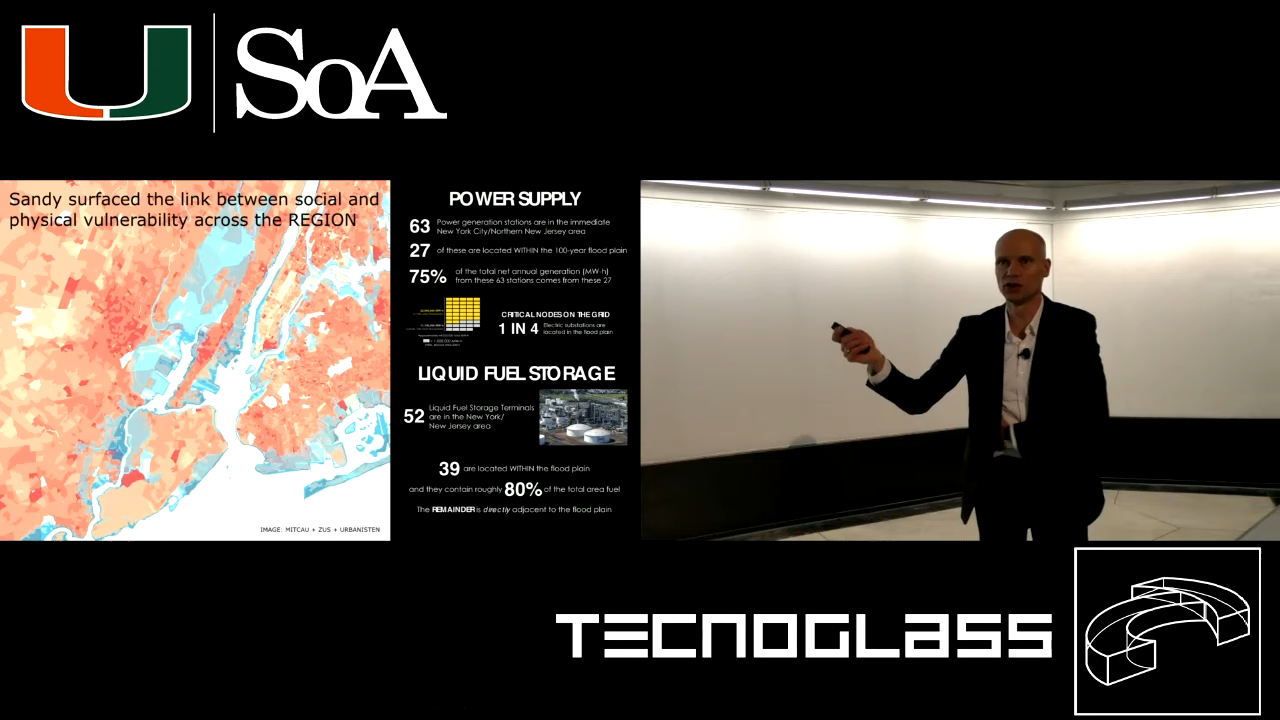 U SoA
Sandy surfaced the link between social and
physical vulnerability across the REGION
IMAGE: MITCAU + ZUS + URBANISTEN
POWER SUPPLY
63 Power generation stations are in the immediate
New York City/Northern New Jersey area
27 of these are located WITHIN the 100-year flood plain
75% of the total net annual generation (MW-h)
from these 63 stations comes from these 27
CRITICAL NODES ON THE GRID
1 IN 4 Electric substations are
located in the flood plain
LIQUID FUEL STORAGE
52 Liquid Fuel Storage Terminals
are in the New York/
New Jersey area
39 are located WITHIN the flood plain
and they contain roughly 80% of the total area fuel
The REMAINDER is directly adjacent to the flood plain
TECNOGLASS